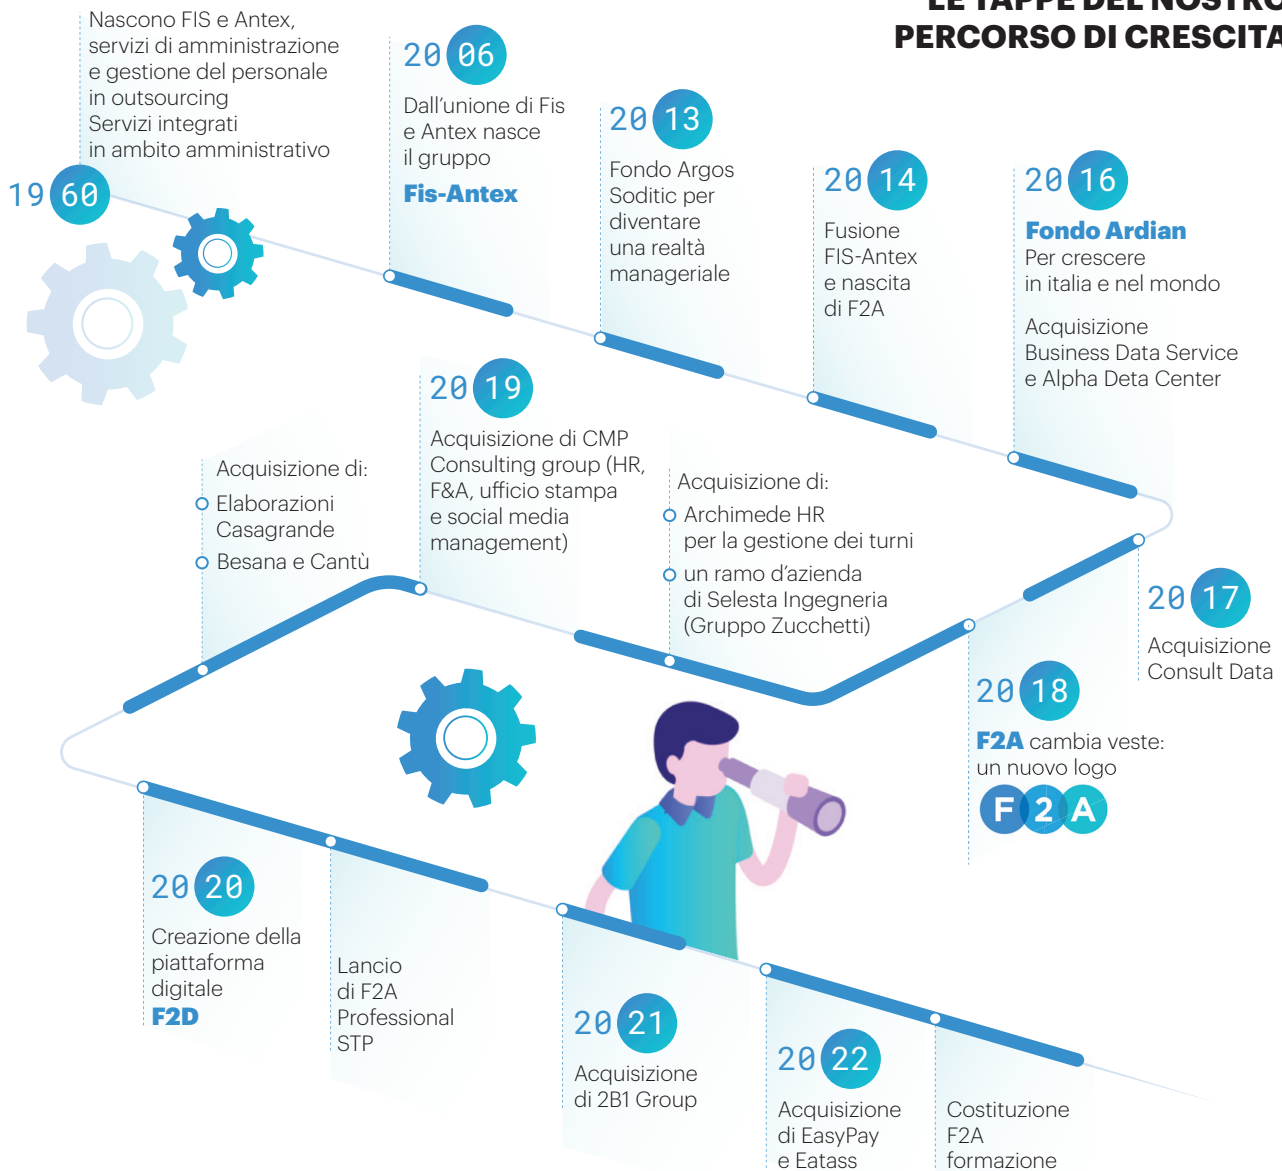 LE TAPPE DEL NOSTRO
PERCORSO DI CRESCITA
1960
Nascono FIS e Antex,
servizi di amministrazione
e gestione del personale
in outsourcing
Servizi integrati
in ambito amministrativo
2006
Dall'unione di Fis
e Antex nasce
il gruppo
Fis-Antex
2013
Fondo Argos
Soditic per
diventare
una realtà
manageriale
2014
Fusione
FIS-Antex
e nascita
di F2A
2016
Fondo Ardian
Per crescere
in italia e nel mondo
Acquisizione
Business Data Service
e Alpha Deta Center
2017
Acquisizione
Consult Data
2018
F2A cambia veste:
un nuovo logo
F2A
Acquisizione di:
Archimede HR
per la gestione dei turni
un ramo d'azienda
di Selesta Ingegneria
(Gruppo Zucchetti)
2019
Acquisizione di CMP
Consulting group (HR,
F&A, ufficio stampa
e social media
management)
Acquisizione di:
Elaborazioni
Casagrande
Besana e Cantù
2020
Creazione della
piattaforma
digitale
F2D
Lancio
di F2A
Professional
STP
2021
Acquisizione
di 2B1 Group
2022
Acquisizione
di EasyPay
e Eatass
Costituzione
F2A
formazione